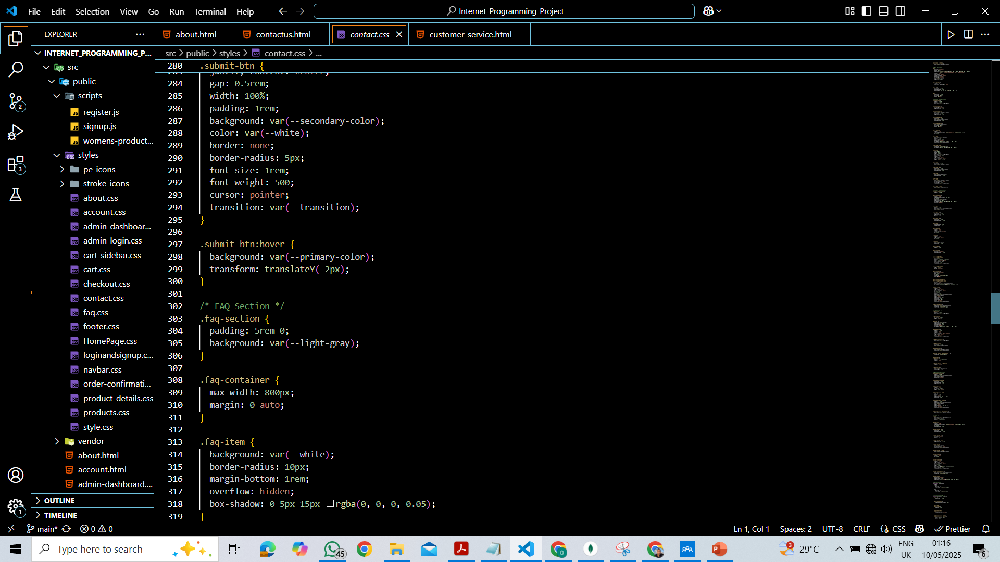 File Edit Selection View Go Run Terminal Help
Internet_Programming_Project
EXPLORER
INTERNET_PROGRAMMING_P...
src
public
scripts
register.js
signup.js
womens-product...
styles
pe-icons
stroke-icons
about.css
account.css
admin-dashboar...
admin-login.css
cart-sidebar.css
cart.css
checkout.css
contact.css
faq.css
footer.css
HomePage.css
loginandsignup.c...
navbar.css
order-confirmati...
product-details.css
products.css
style.css
vendor
about.html
account.html
admin-dashboard....
OUTLINE
TIMELINE
2
3
1
about.html contactus.html contact.css customer-service.html
src > public > styles > contact.css > ...
280 .submit-btn {
284 gap: 0.5rem;
285 width: 100%;
286 padding: 1rem;
287 background: var(--secondary-color);
288 color: var(--white);
289 border: none;
290 border-radius: 5px;
291 font-size: 1rem;
292 font-weight: 500;
293 cursor: pointer;
294 transition: var(--transition);
295 }
296
297 .submit-btn:hover {
298 background: var(--primary-color);
299 transform: translateY(-2px);
300 }
301
302 /* FAQ Section */
303 .faq-section {
304 padding: 5rem 0;
305 background: var(--light-gray);
306 }
307
308 .faq-container {
309 max-width: 800px;
310 margin: 0 auto;
311 }
312
313 .faq-item {
314 background: var(--white);
315 border-radius: 10px;
316 margin-bottom: 1rem;
317 overflow: hidden;
318 box-shadow: 0 5px 15px rgba(0, 0, 0, 0.05);
319 }
main* 0 0 Ln 1, Col 1 Spaces: 2 UTF-8 CRLF {} CSS Prettier
Type here to search 45 3 29°C ENG UK 01:16 10/05/2025 6